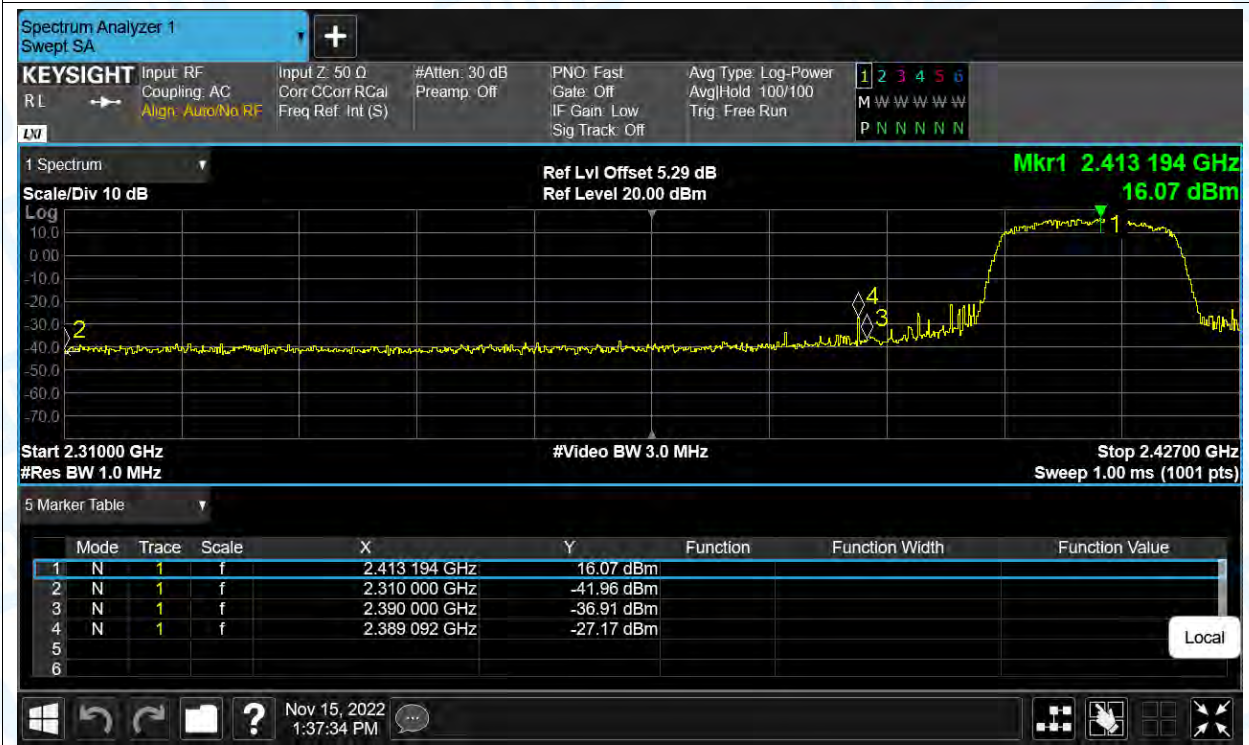 Spectrum Analyzer 1
Swept SA
+
KEYSIGHT Input: RF Input Z: 50 Ω #Atten: 30 dB PNO: Fast Avg Type: Log-Power 1 2 3 4 5 6
RL Coupling: AC Corr CCorr RCal Preamp: Off Gate: Off Avg|Hold: 100/100 M W W W W W
Align: Auto/No RF Freq Ref: Int (S) IF Gain: Low Trig: Free Run
LXI Sig Track: Off P N N N N N
1 Spectrum
Ref Lvl Offset 5.29 dB Mkr1 2.413 194 GHz
Scale/Div 10 dB Ref Level 20.00 dBm 16.07 dBm
Log
10.0 1
0.00
-10.0
-20.0 4
-30.0 2 3
-40.0
-50.0
-60.0
-70.0
Start 2.31000 GHz #Video BW 3.0 MHz Stop 2.42700 GHz
#Res BW 1.0 MHz Sweep 1.00 ms (1001 pts)
5 Marker Table
Mode Trace Scale X Y Function Function Width Function Value
1 N 1 f 2.413 194 GHz 16.07 dBm
2 N 1 f 2.310 000 GHz -41.96 dBm
3 N 1 f 2.390 000 GHz -36.91 dBm
4 N 1 f 2.389 092 GHz -27.17 dBm
5
6
Local
? Nov 15, 2022
1:37:34 PM